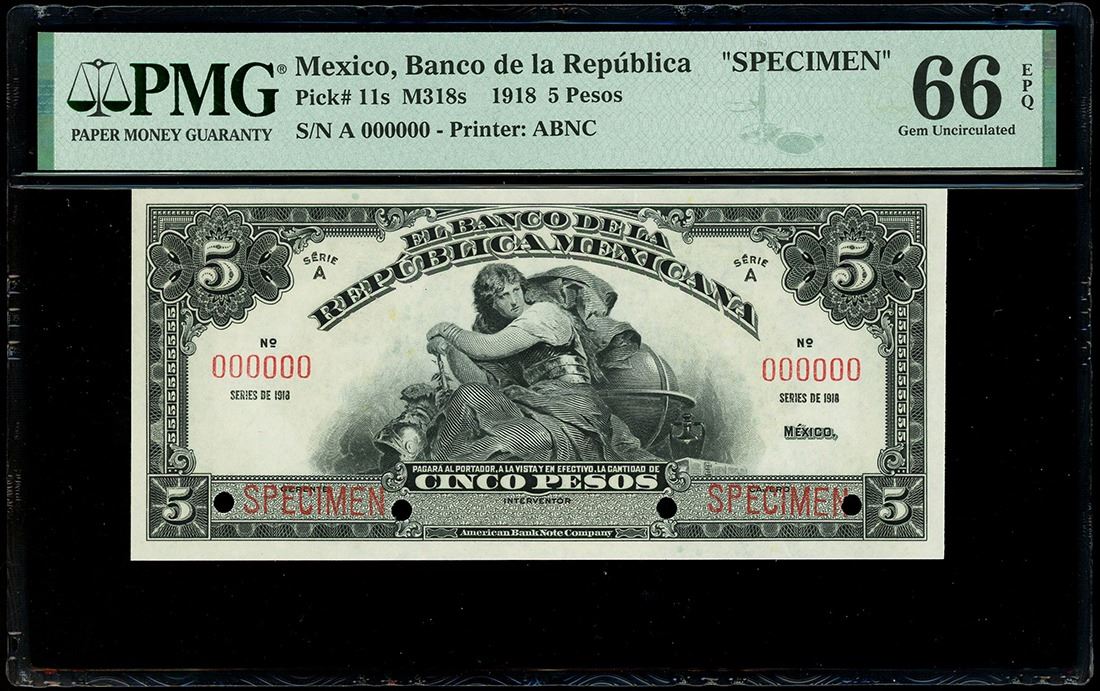 PMG®
PAPER MONEY GUARANTY
Mexico, Banco de la República "SPECIMEN"
Pick# 11s M318s 1918 5 Pesos
S/N A 000000 - Printer: ABNC
66 EPQ
Gem Uncirculated
EL BANCO DE LA
REPÚBLICA MEXICANA
5 5
SÉRIE A SÉRIE A
Nº Nº
000000 000000
SERIES DE 1918 SERIES DE 1918
MÉXICO,
PAGARÁ AL PORTADOR, A LA VISTA Y EN EFECTIVO, LA CANTIDAD DE
CINCO PESOS
5 SPECIMEN SPECIMEN 5
INTERVENTOR
American Bank Note Company